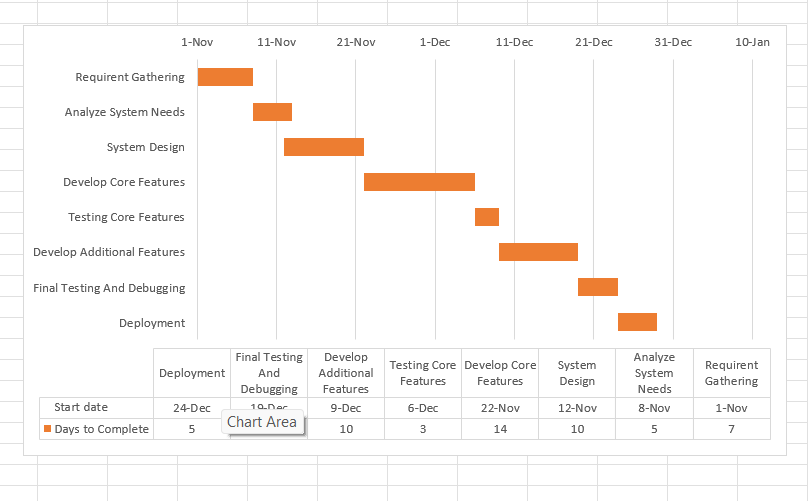 1-Nov 11-Nov 21-Nov 1-Dec 11-Dec 21-Dec 31-Dec 10-Jan
Requirent Gathering
Analyze System Needs
System Design
Develop Core Features
Testing Core Features
Develop Additional Features
Final Testing And Debugging
Deployment
Deployment Final Testing And Debugging Develop Additional Features Testing Core Features Develop Core Features System Design Analyze System Needs Requirent Gathering
Start date 24-Dec 19-Dec 9-Dec 6-Dec 22-Nov 12-Nov 8-Nov 1-Nov
Chart Area
Days to Complete 5 10 3 14 10 5 7